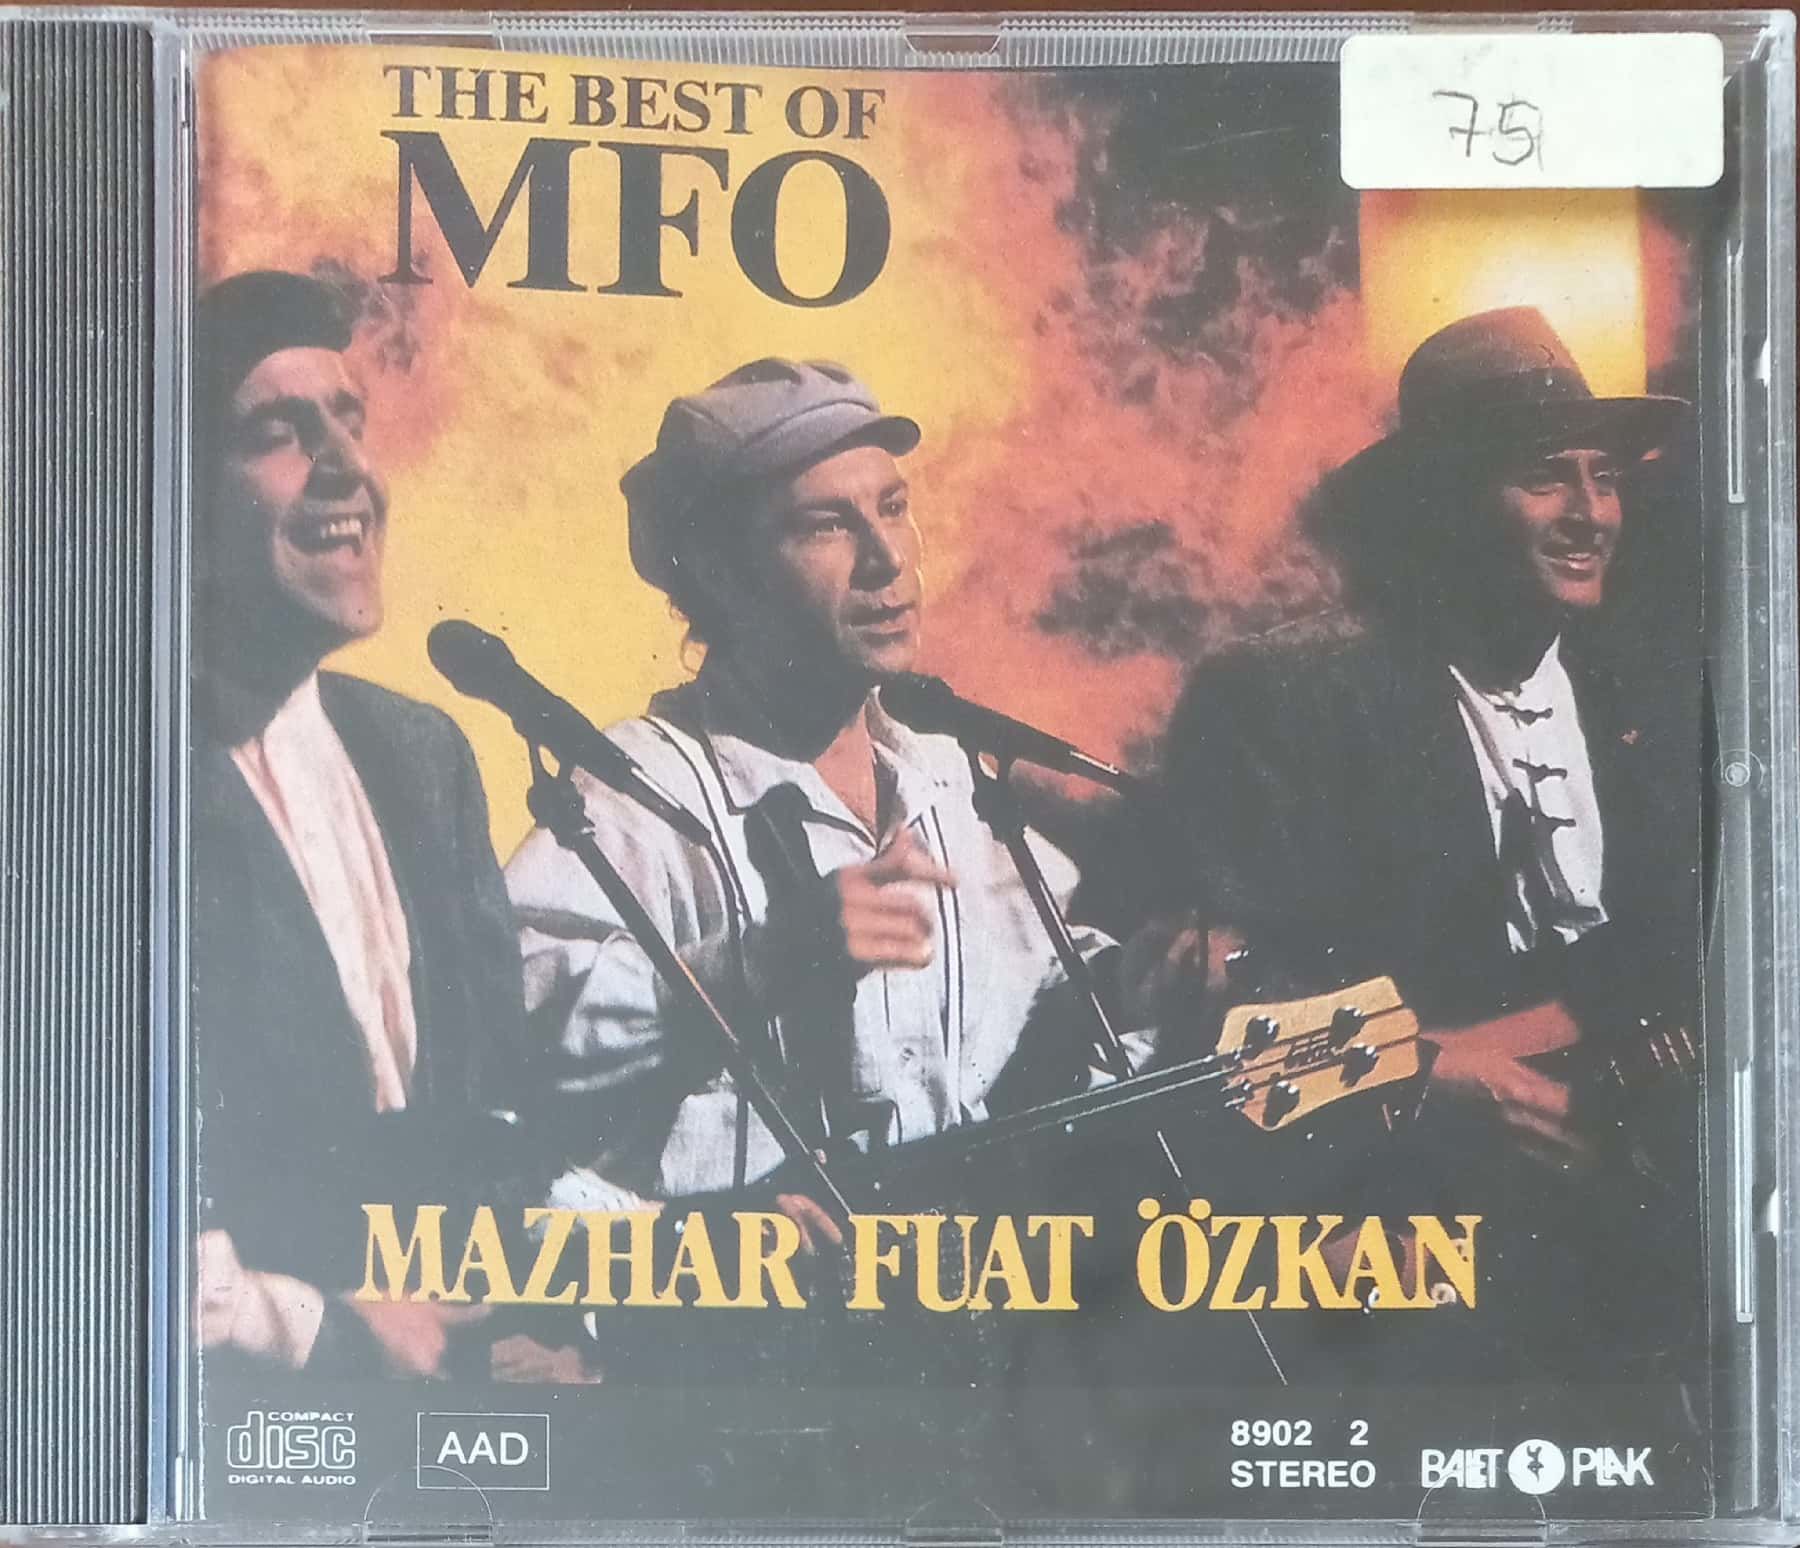 THE BEST OF
MFO
75
MAZHAR FUAT ÖZKAN
COMPACT
disc
DIGITAL AUDIO
AAD
8902 2
STEREO
BALET PLAK